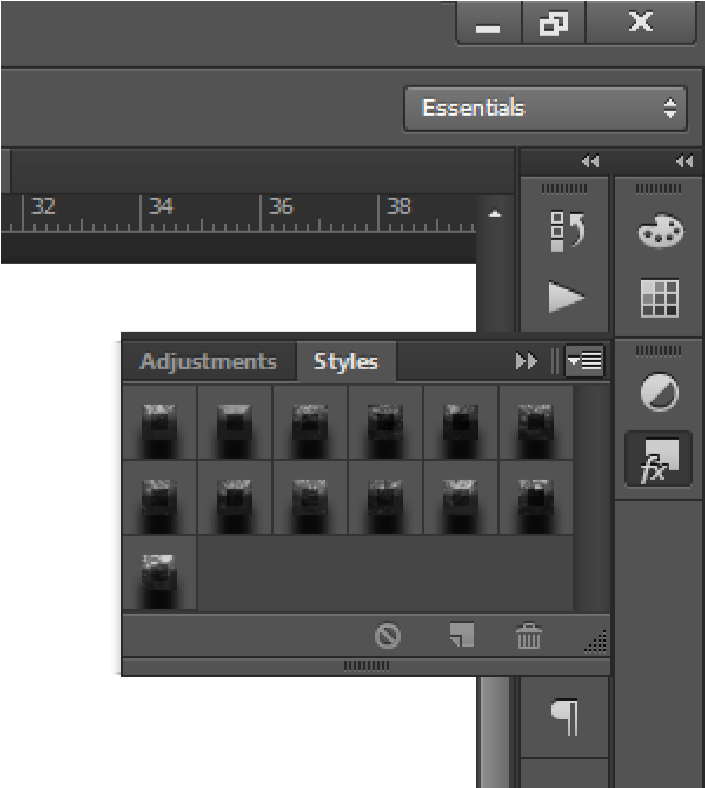 Essentials
32 34 36 38
Adjustments Styles
fx
¶